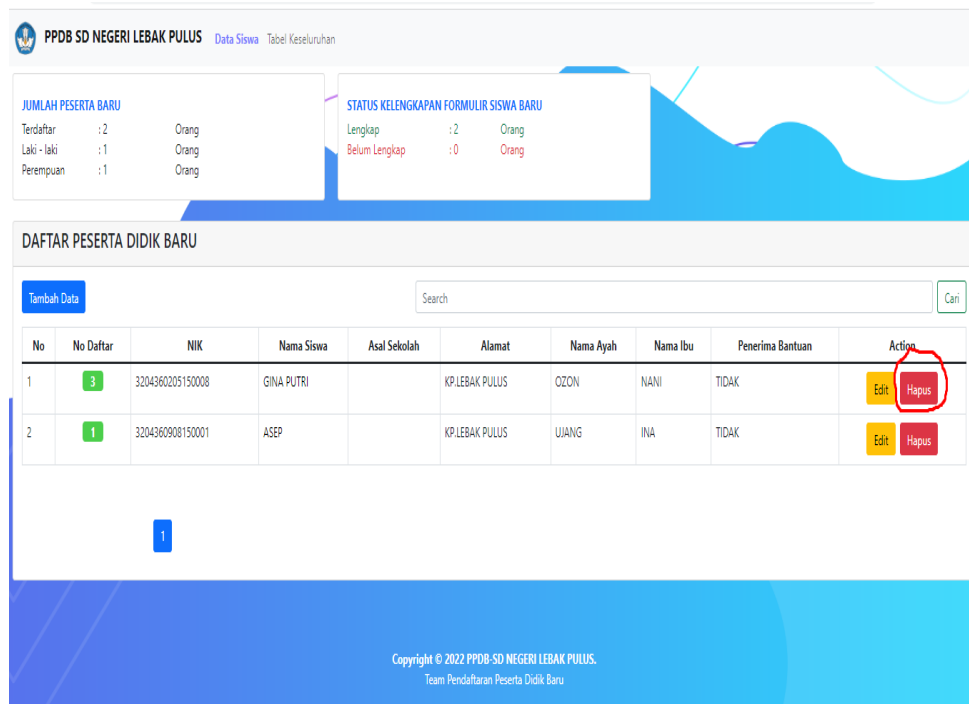 PPDB SD NEGERI LEBAK PULUS Data Siswa Tabel Keseluruhan
JUMLAH PESERTA BARU
Terdaftar : 2 Orang
Laki - laki : 1 Orang
Perempuan : 1 Orang
STATUS KELENGKAPAN FORMULIR SISWA BARU
Lengkap : 2 Orang
Belum Lengkap : 0 Orang
DAFTAR PESERTA DIDIK BARU
Tambah Data Search Cari
No No Daftar NIK Nama Siswa Asal Sekolah Alamat Nama Ayah Nama Ibu Penerima Bantuan Action
1 3 3204360205150008 GINA PUTRI KP.LEBAK PULUS OZON NANI TIDAK Edit Hapus
2 1 3204360908150001 ASEP KP.LEBAK PULUS UJANG INA TIDAK Edit Hapus
1
Copyright © 2022 PPDB-SD NEGERI LEBAK PULUS.
Team Pendaftaran Peserta Didik Baru